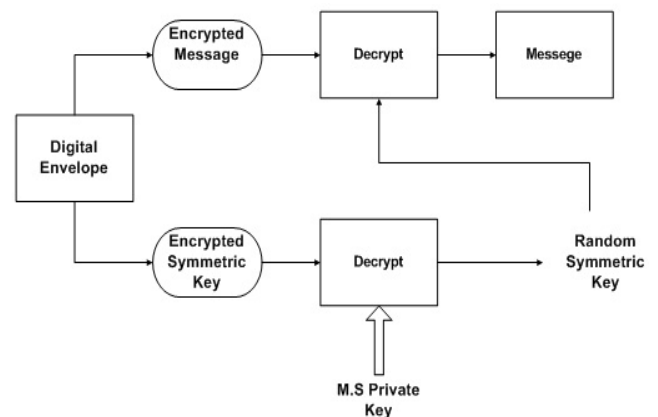 Encrypted
Message
Decrypt
Messege
Digital
Envelope
Encrypted
Symmetric
Key
Decrypt
Random
Symmetric
Key
M.S Private
Key